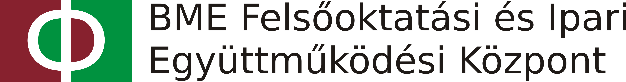 BME Felsőoktatási és Ipari
Együttműködési Központ